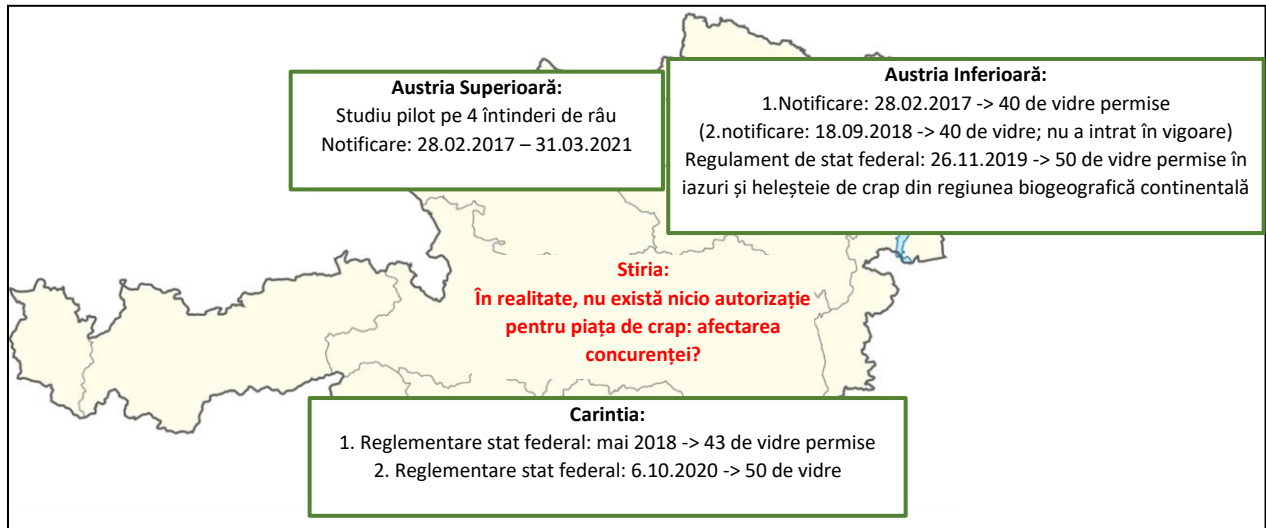 Austria Superioară:
Studiu pilot pe 4 întinderi de râu
Notificare: 28.02.2017 – 31.03.2021
Austria Inferioară:
1.Notificare: 28.02.2017 -> 40 de vidre permise
(2.notificare: 18.09.2018 -> 40 de vidre; nu a intrat în vigoare)
Regulament de stat federal: 26.11.2019 -> 50 de vidre permise în
iazuri și heleșteie de crap din regiunea biogeografică continentală
Stiria:
În realitate, nu există nicio autorizație
pentru piața de crap: afectarea
concurenței?
Carintia:
1. Reglementare stat federal: mai 2018 -> 43 de vidre permise
2. Reglementare stat federal: 6.10.2020 -> 50 de vidre